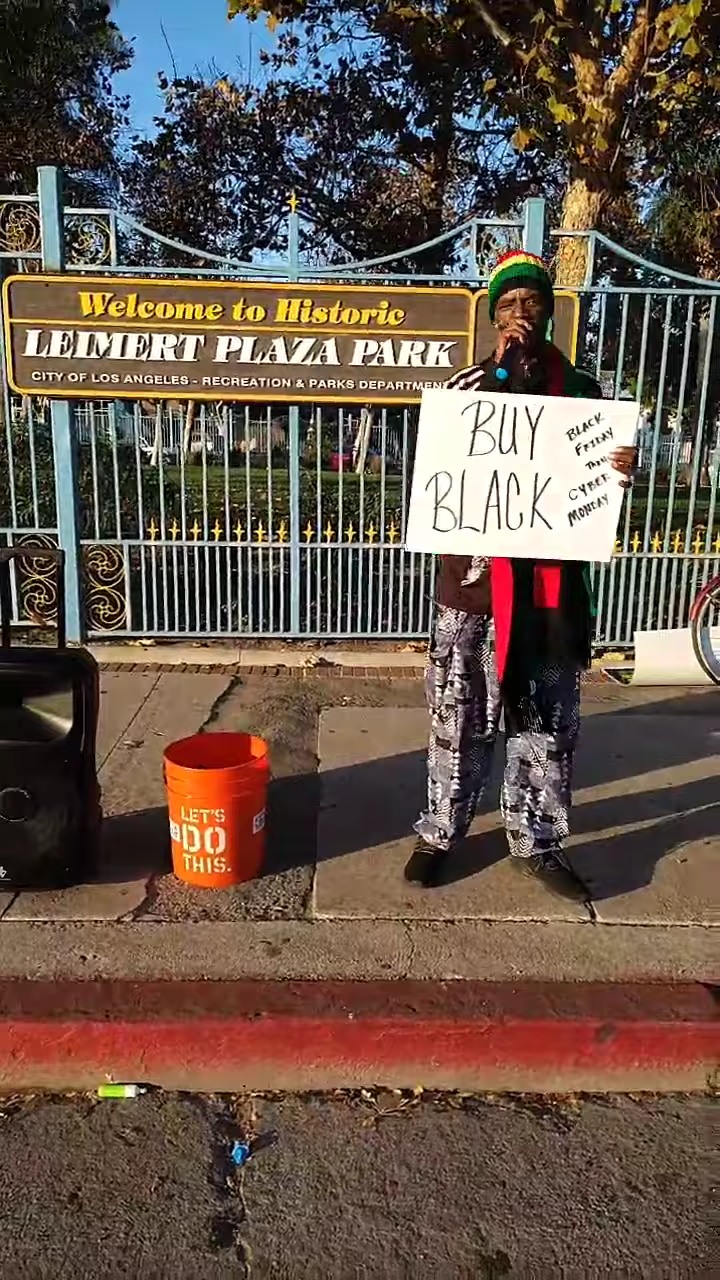 Welcome to Historic
LEIMERT PLAZA PARK
CITY OF LOS ANGELES - RECREATION & PARKS DEPARTMENT
BUY
BLACK
BLACK
FRIDAY
THRU
CYBER
MONDAY
LET'S
DO
THIS.